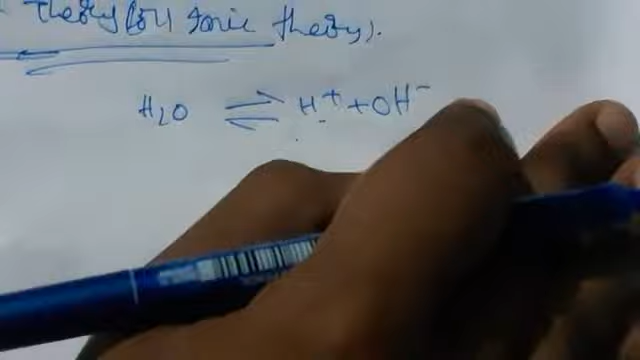 Theory (or) Ionic theory).
H₂O ⇌ H⁺ + OH⁻